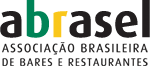 abrasel
ASSOCIAÇÃO BRASILEIRA
DE BARES E RESTAURANTES